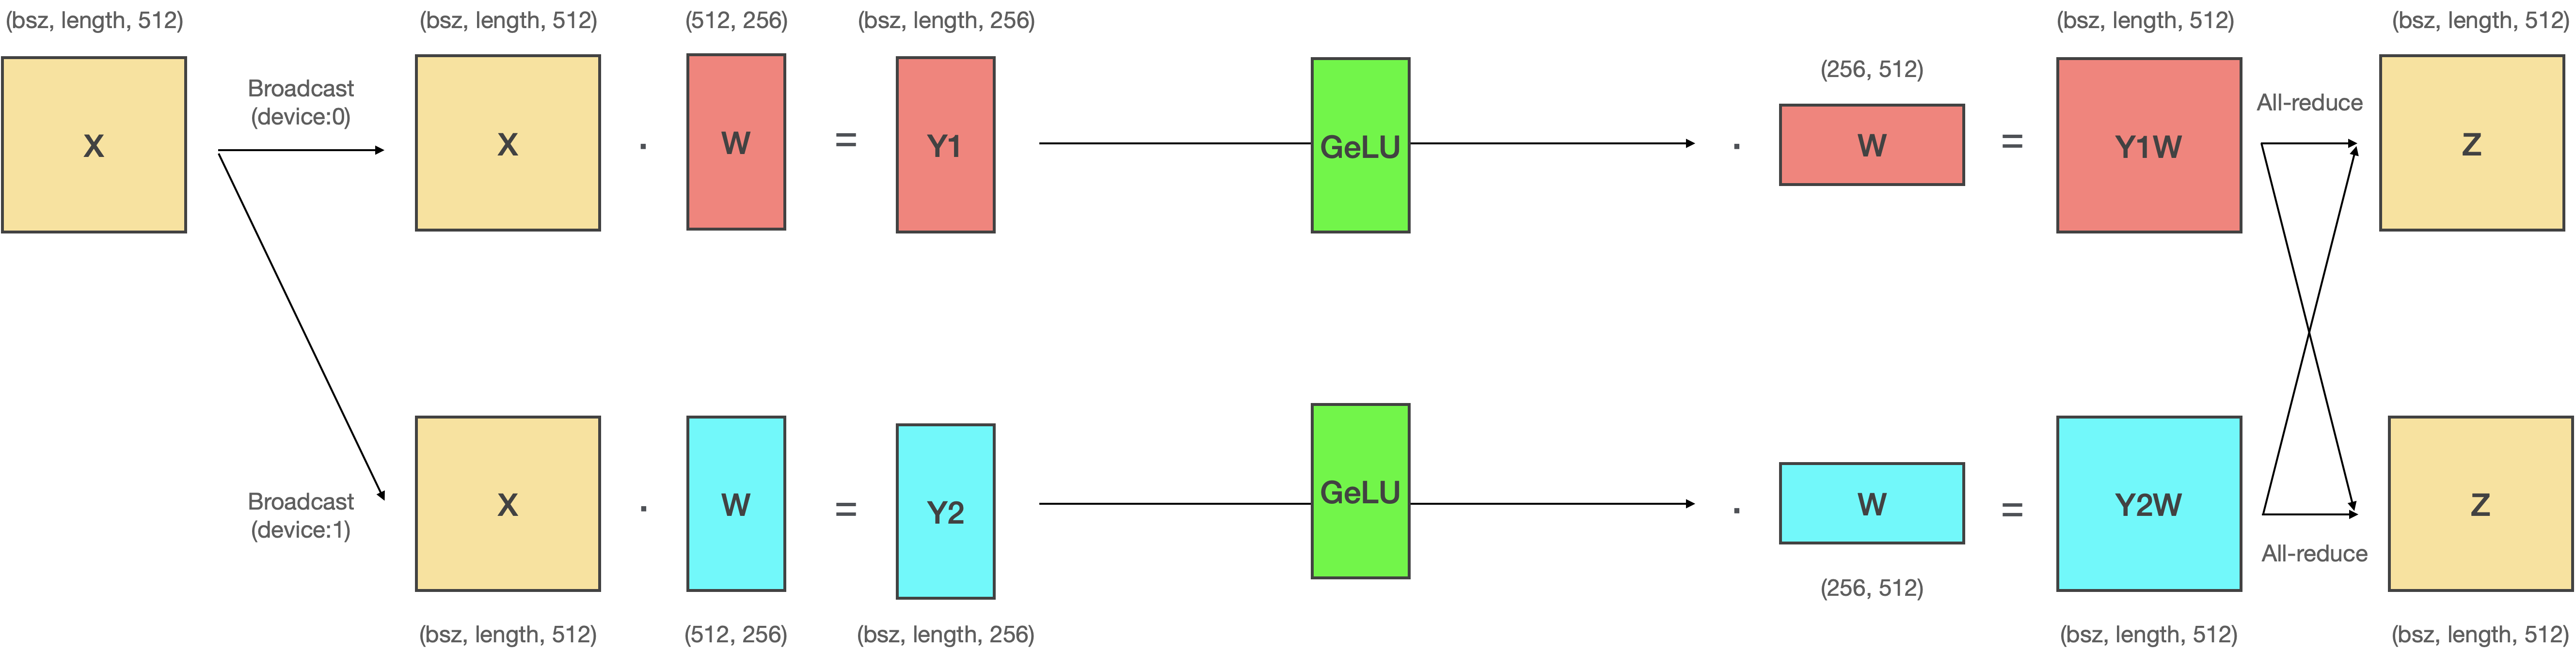 (bsz, length, 512)
(bsz, length, 512)
(512, 256)
(bsz, length, 256)
(bsz, length, 512)
(bsz, length, 512)
X
Broadcast
(device:0)
X
·
W
=
Y1
GeLU
·
(256, 512)
W
=
Y1W
All-reduce
Z
Broadcast
(device:1)
X
·
W
=
Y2
GeLU
·
W
(256, 512)
=
Y2W
All-reduce
Z
(bsz, length, 512)
(512, 256)
(bsz, length, 256)
(bsz, length, 512)
(bsz, length, 512)